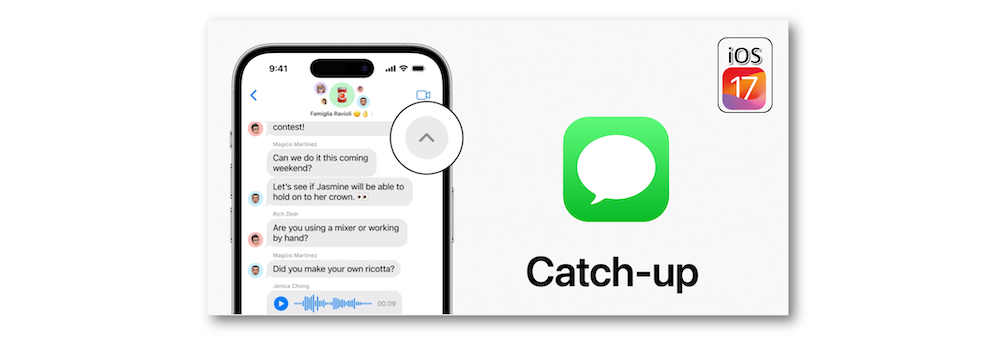 iOS
17
9:41
Famiglia Ravioli
contest!
Magico Martinez
Can we do it this coming
weekend?
Let's see if Jasmine will be able to
hold on to her crown. 👀
Rich Dinh
Are you using a mixer or working
by hand?
Magico Martinez
Did you make your own ricotta?
Jenica Chong
00:09
Catch-up